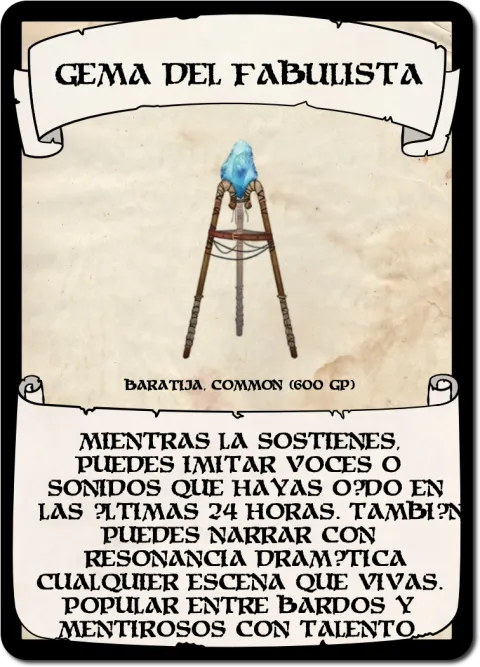 GEMA DEL FABULISTA
BARATIJA, COMMON (600 GP)
MIENTRAS LA SOSTIENES,
PUEDES IMITAR VOCES O
SONIDOS QUE HAYAS O?DO EN
LAS ?LTIMAS 24 HORAS. TAMBI?N
PUEDES NARRAR CON
RESONANCIA DRAM?TICA
CUALQUIER ESCENA QUE VIVAS.
POPULAR ENTRE BARDOS Y
MENTIROSOS CON TALENTO.